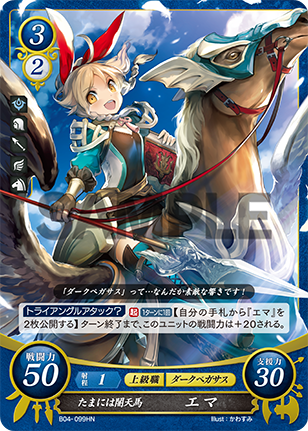 3
2
SAMPLE
「ダークペガサス」って…なんだか素敵な響きです!
トライアングルアタック? 起 1ターンに1回 【自分の手札から『エマ』を
2枚公開する】ターン終了まで、このユニットの戦闘力は+20される。
戦闘力 50
射程 1
上級職 ダークペガサス
支援力 30
たまには闇天馬 エマ
B04-099HN
Illust:かわすみ